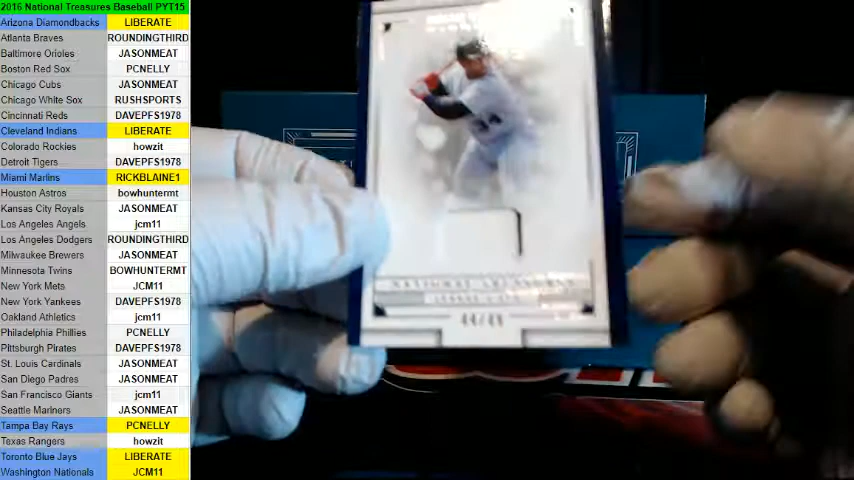 2016 National Treasures Baseball PYT15
Arizona Diamondbacks LIBERATE
Atlanta Braves ROUNDINGTHIRD
Baltimore Orioles JASONMEAT
Boston Red Sox PCNELLY
Chicago Cubs JASONMEAT
Chicago White Sox RUSHSPORTS
Cincinnati Reds DAVEPFS1978
Cleveland Indians LIBERATE
Colorado Rockies howzit
Detroit Tigers DAVEPFS1978
Miami Marlins RICKBLAINE1
Houston Astros bowhuntermt
Kansas City Royals JASONMEAT
Los Angeles Angels jcm11
Los Angeles Dodgers ROUNDINGTHIRD
Milwaukee Brewers JASONMEAT
Minnesota Twins BOWHUNTERMT
New York Mets JCM11
New York Yankees DAVEPFS1978
Oakland Athletics jcm11
Philadelphia Phillies PCNELLY
Pittsburgh Pirates DAVEPFS1978
St. Louis Cardinals JASONMEAT
San Diego Padres JASONMEAT
San Francisco Giants jcm11
Seattle Mariners JASONMEAT
Tampa Bay Rays PCNELLY
Texas Rangers howzit
Toronto Blue Jays LIBERATE
Washington Nationals JCM11
NATIONAL TREASURES